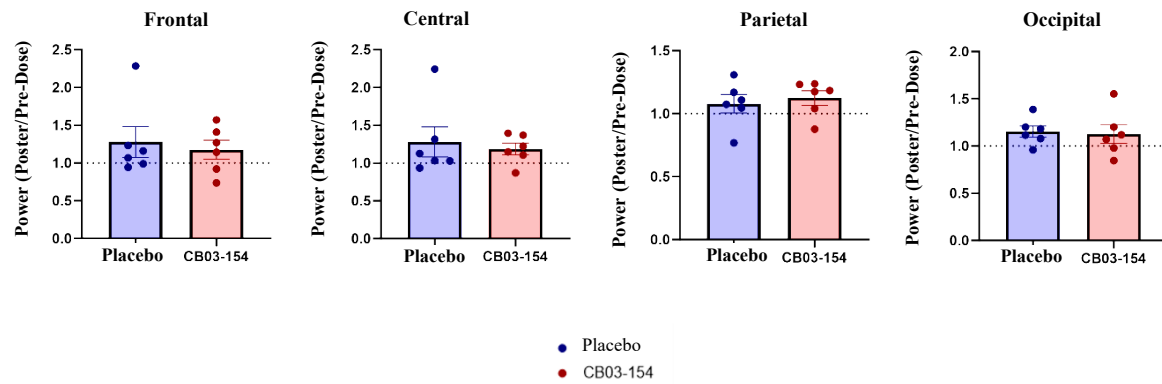 Frontal
Power (Poster/Pre-Dose)
2.5
2.0
1.5
1.0
0.5
0.0
Placebo
CB03-154
Central
Power (Poster/Pre-Dose)
2.5
2.0
1.5
1.0
0.5
0.0
Placebo
CB03-154
Parietal
Power (Poster/Pre-Dose)
1.5
1.0
0.5
0.0
Placebo
CB03-154
Occipital
Power (Poster/Pre-Dose)
2.0
1.5
1.0
0.5
0.0
Placebo
CB03-154
Placebo
CB03-154